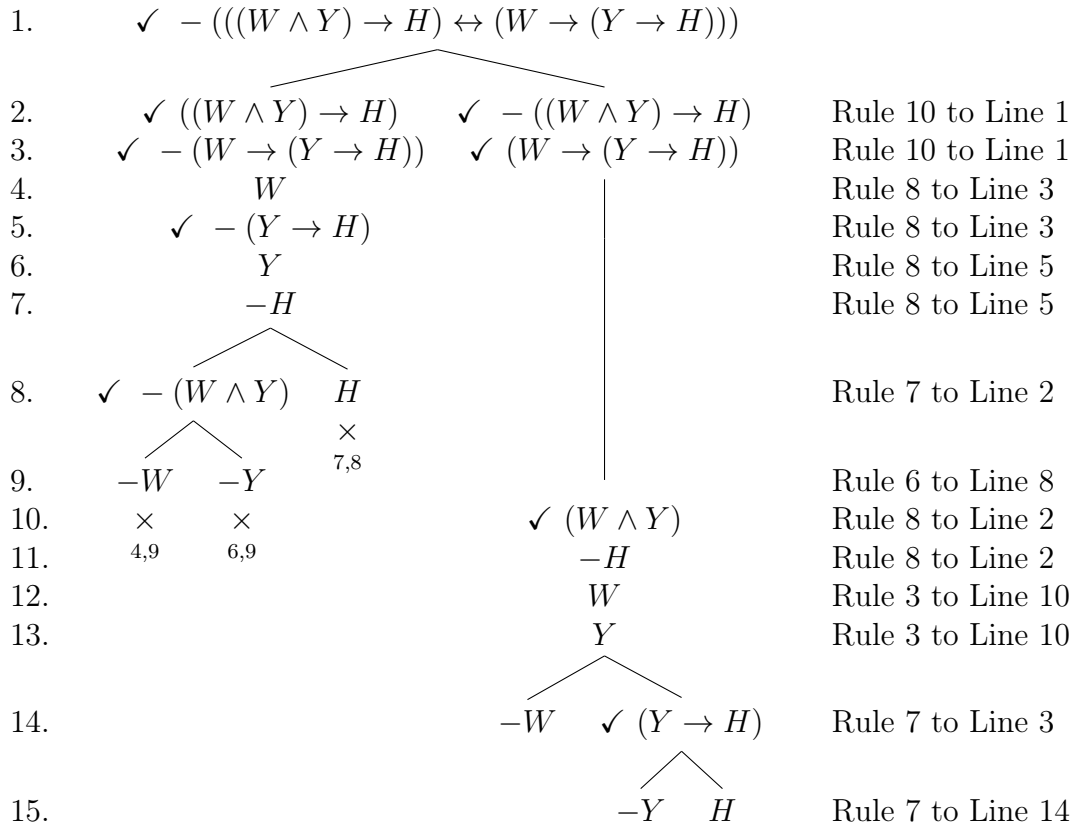 1. ✓ − (((W ∧ Y) → H) ↔ (W → (Y → H)))
2. ✓ ((W ∧ Y) → H) ✓ − ((W ∧ Y) → H) Rule 10 to Line 1
3. ✓ − (W → (Y → H)) ✓ (W → (Y → H)) Rule 10 to Line 1
4. W Rule 8 to Line 3
5. ✓ − (Y → H) Rule 8 to Line 3
6. Y Rule 8 to Line 5
7. −H Rule 8 to Line 5
8. ✓ − (W ∧ Y) H Rule 7 to Line 2
×
7,8
9. −W −Y Rule 6 to Line 8
10. × × ✓ (W ∧ Y) Rule 8 to Line 2
4,9 6,9
11. −H Rule 8 to Line 2
12. W Rule 3 to Line 10
13. Y Rule 3 to Line 10
14. −W ✓ (Y → H) Rule 7 to Line 3
15. −Y H Rule 7 to Line 14